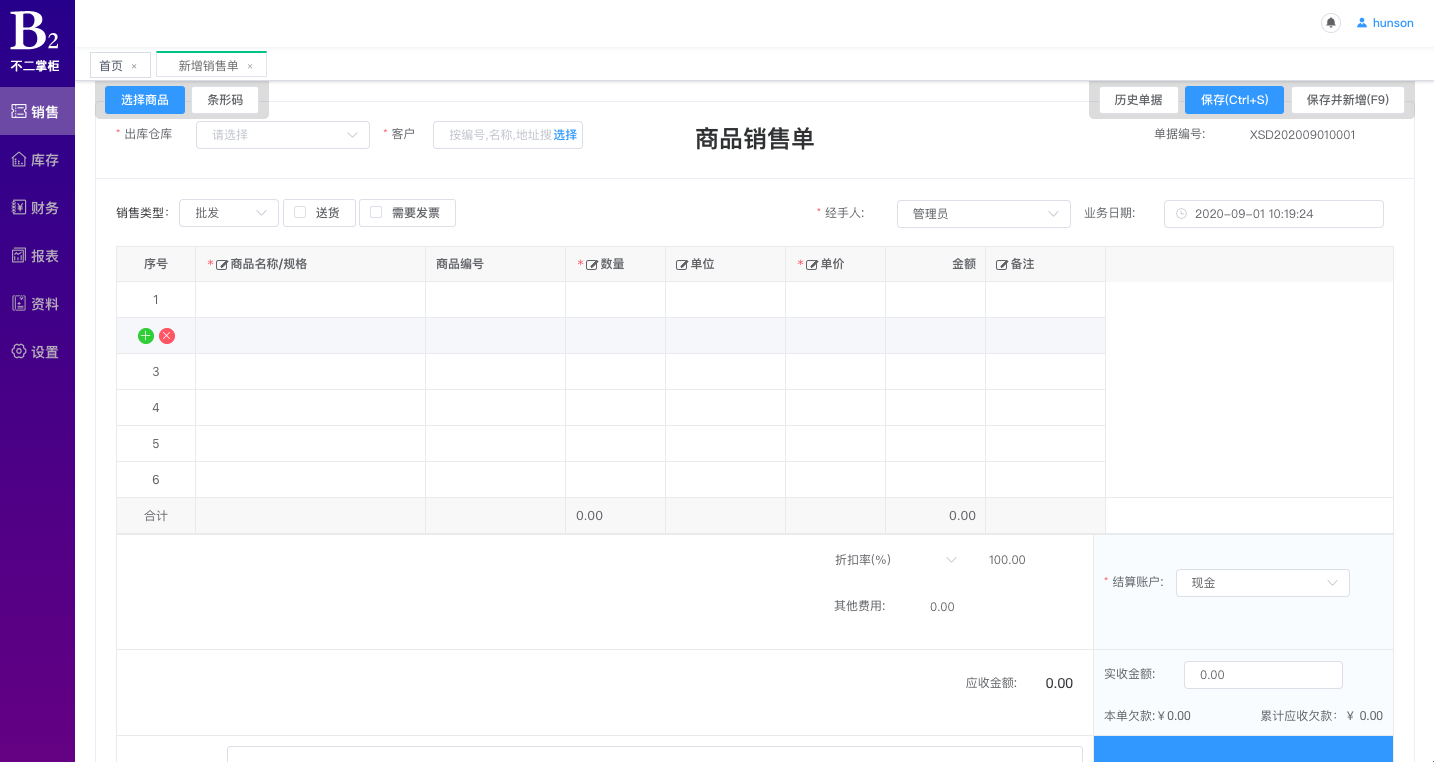 B2
不二掌柜
hunson
首页 ×
新增销售单 ×
选择商品 条形码 历史单据 保存(Ctrl+S) 保存并新增(F9)
销售
库存
财务
报表
资料
设置
* 出库仓库 请选择 * 客户 按编号,名称,地址搜 选择 商品销售单 单据编号: XSD202009010001
销售类型: 批发 送货 需要发票 * 经手人: 管理员 业务日期: 2020-09-01 10:19:24
序号 * 商品名称/规格 商品编号 * 数量 单位 * 单价 金额 备注
1
3
4
5
6
合计 0.00 0.00
折扣率(%) 100.00
* 结算账户: 现金
其他费用: 0.00
应收金额: 0.00
实收金额: 0.00
本单欠款:¥0.00 累计应收欠款: ¥ 0.00